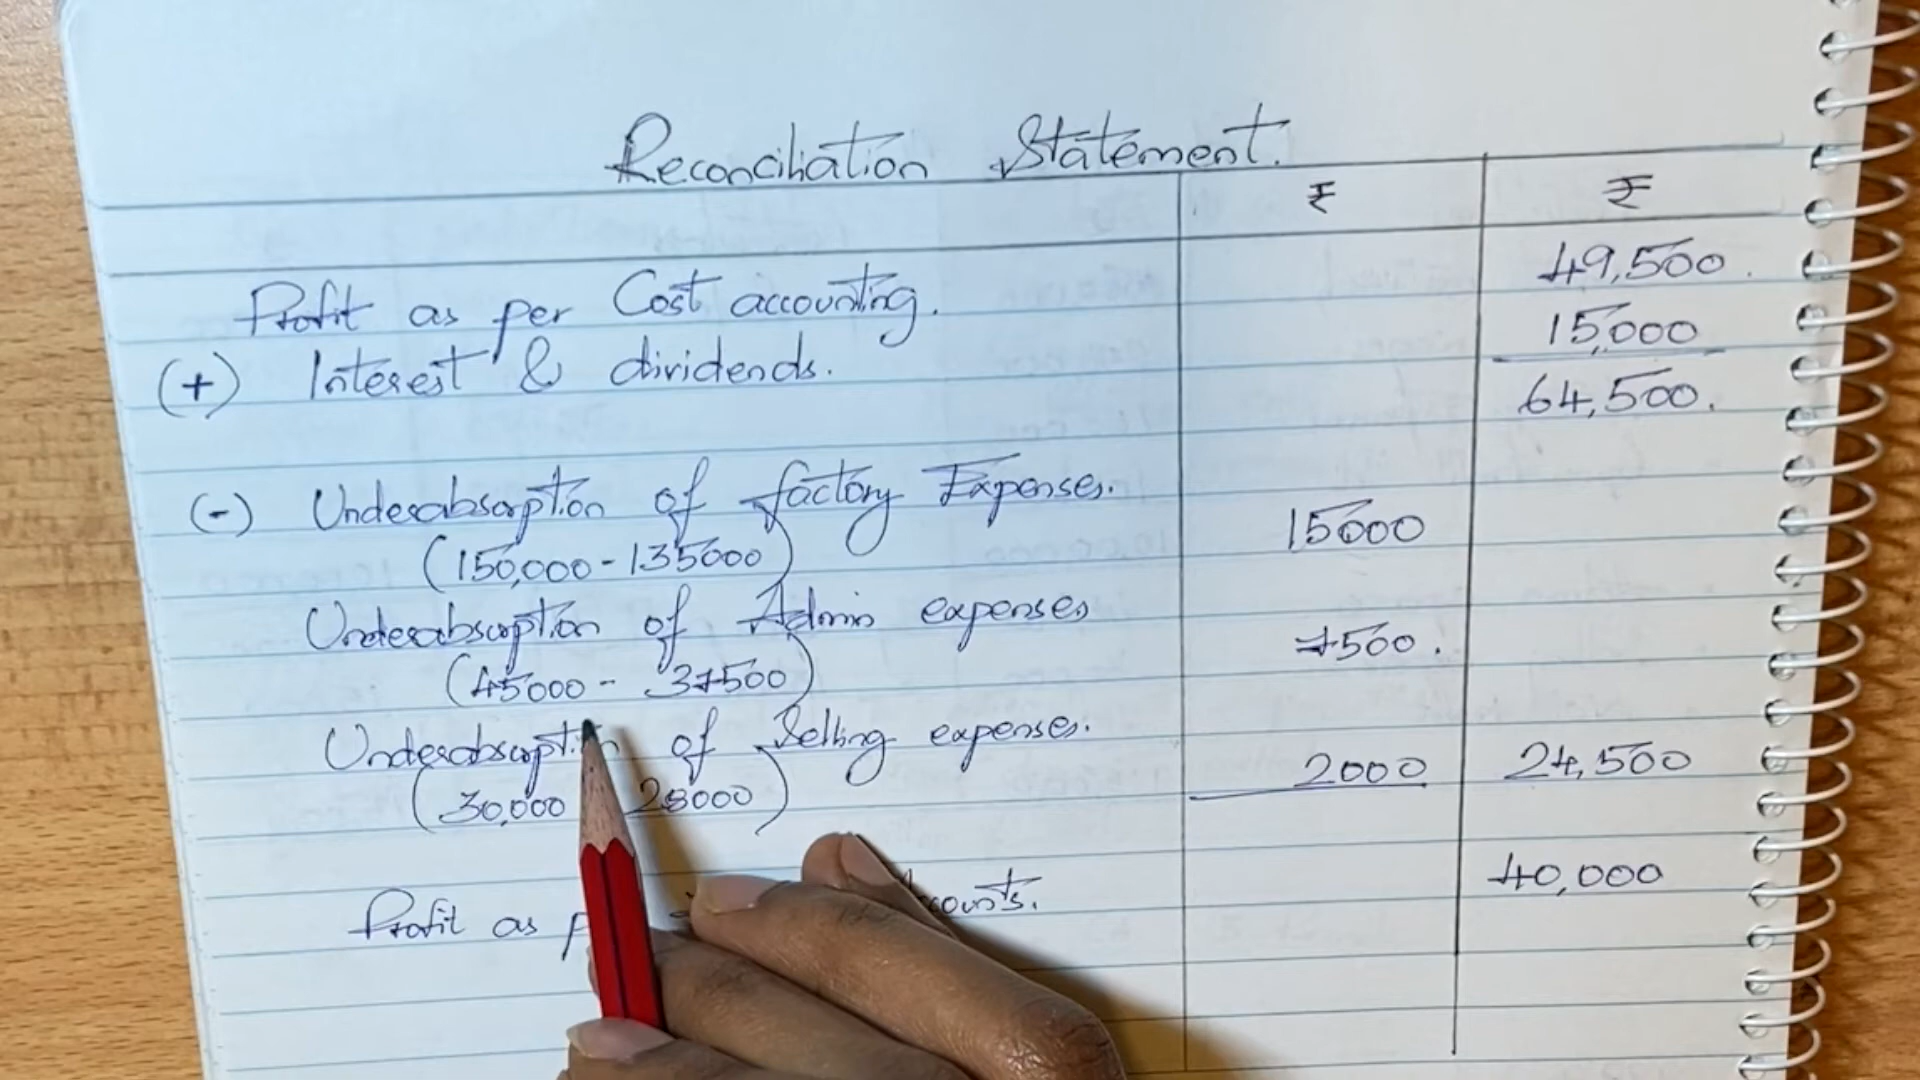 Reconciliation Statement.
₹ ₹
Profit as per Cost accounting. 49,500.
(+) Interest & dividends. 15,000
64,500.
(-) Underabsorption of factory Expenses. 15000
(150,000 - 135000)
Underabsorption of Admin expenses 7500.
(45000 - 37500)
Underabsorption of Selling expenses. 2000 24,500
(30,000 28000)
Profit as 40,000